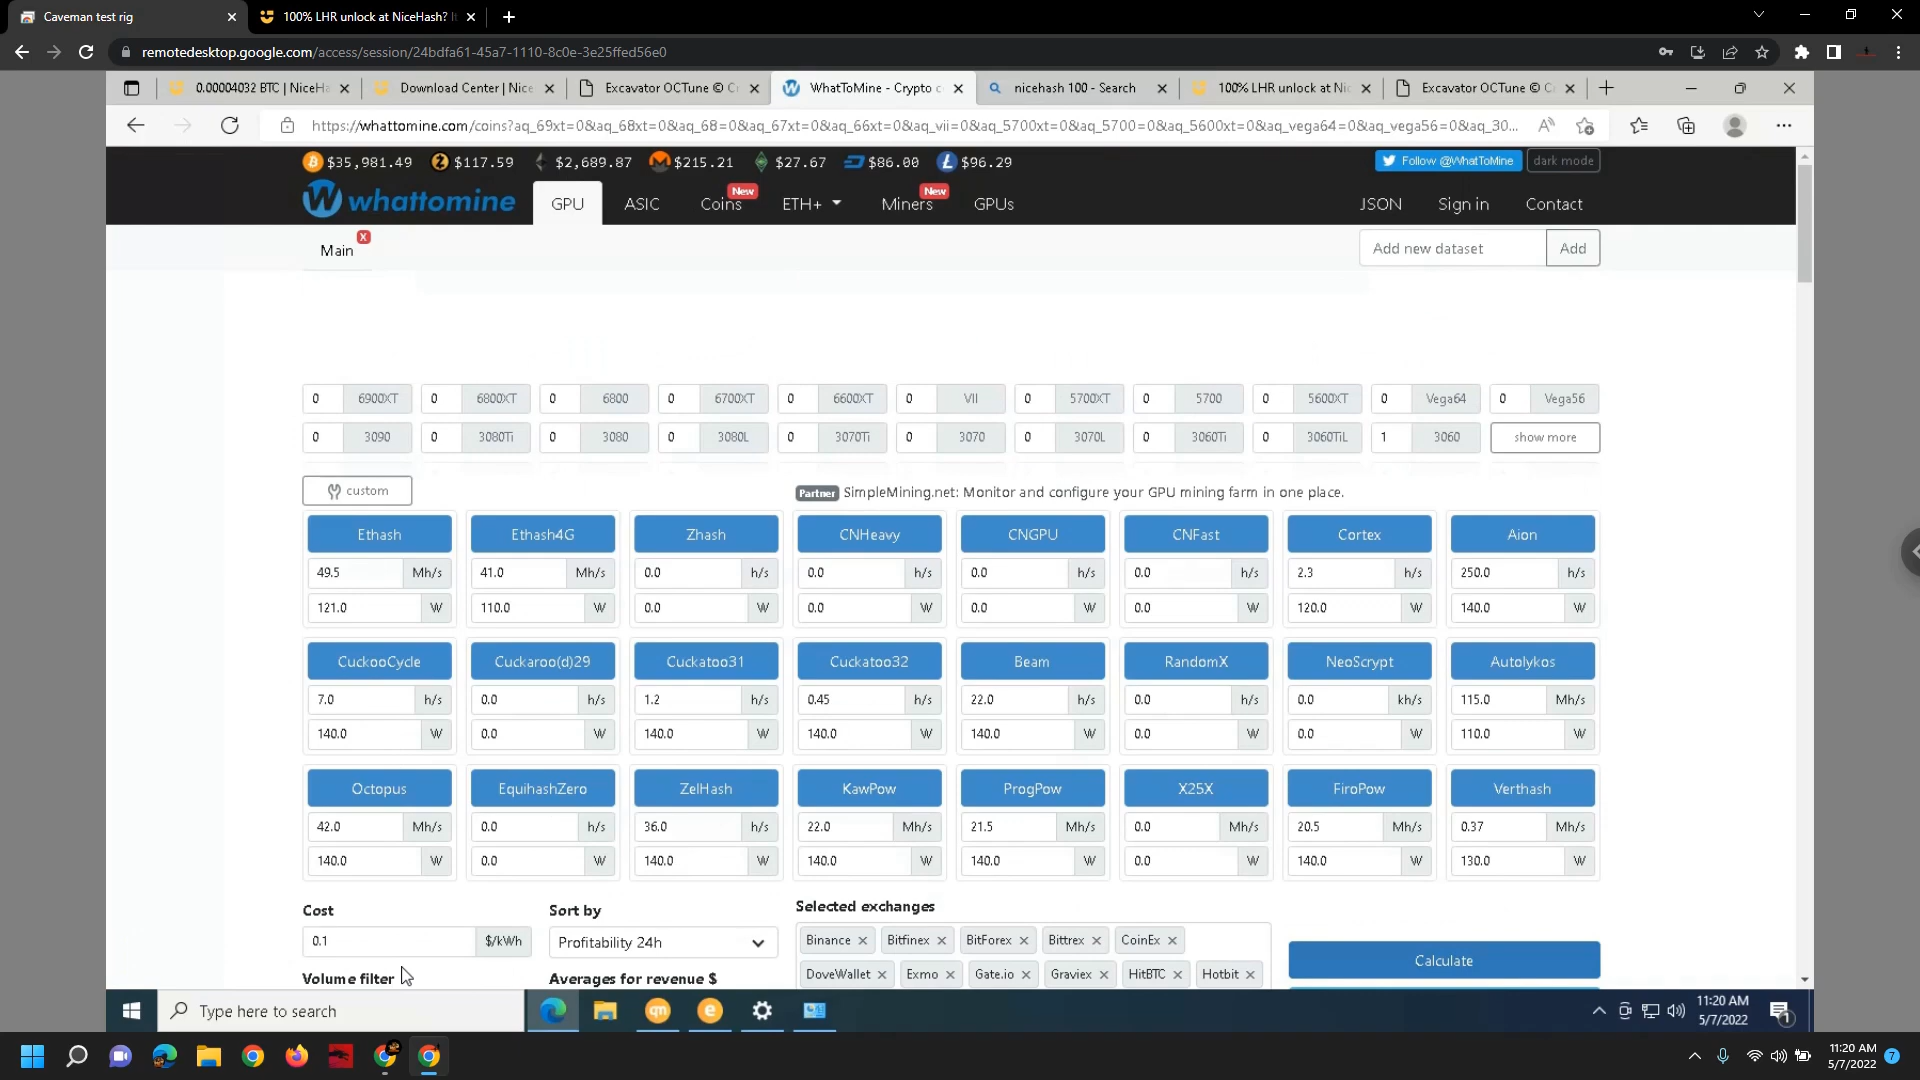 Caveman test rig
100% LHR unlock at NiceHash? It
remotedesktop.google.com/access/session/24bdfa61-45a7-1110-8c0e-3e25ffed56e0
0.00004032 BTC | NiceHa
Download Center | Nice
Excavator OCTune © C
WhatToMine - Crypto c
nicehash 100 - Search
100% LHR unlock at Nic
Excavator OCTune © C
https://whattomine.com/coins?aq_69xt=0&aq_68xt=0&aq_68=0&aq_67xt=0&aq_66xt=0&aq_vii=0&aq_5700xt=0&aq_5700=0&aq_5600xt=0&aq_vega64=0&aq_vega56=0&aq_30...
$35,981.49 $117.59 $2,689.87 $215.21 $27.67 $86.00 $96.29
Follow @WhatToMine dark mode
whattomine GPU ASIC Coins New ETH+ Miners New GPUs JSON Sign in Contact
Main X Add new dataset Add
0 6900XT 0 6800XT 0 6800 0 6700XT 0 6600XT 0 VII 0 5700XT 0 5700 0 5600XT 0 Vega64 0 Vega56
0 3090 0 3080Ti 0 3080 0 3080L 0 3070Ti 0 3070 0 3070L 0 3060Ti 0 3060TiL 1 3060 show more
custom Partner SimpleMining.net: Monitor and configure your GPU mining farm in one place.
Ethash Ethash4G Zhash CNHeavy CNGPU CNFast Cortex Aion
49.5 Mh/s 41.0 Mh/s 0.0 h/s 0.0 h/s 0.0 h/s 0.0 h/s 2.3 h/s 250.0 h/s
121.0 W 110.0 W 0.0 W 0.0 W 0.0 W 0.0 W 120.0 W 140.0 W
CuckooCycle Cuckaroo(d)29 Cuckatoo31 Cuckatoo32 Beam RandomX NeoScrypt Autolykos
7.0 h/s 0.0 h/s 1.2 h/s 0.45 h/s 22.0 h/s 0.0 h/s 0.0 kh/s 115.0 Mh/s
140.0 W 0.0 W 140.0 W 140.0 W 140.0 W 0.0 W 0.0 W 110.0 W
Octopus EquihashZero ZelHash KawPow ProgPow X25X FiroPow Verthash
42.0 Mh/s 0.0 h/s 36.0 h/s 22.0 Mh/s 21.5 Mh/s 0.0 Mh/s 20.5 Mh/s 0.37 Mh/s
140.0 W 0.0 W 140.0 W 140.0 W 140.0 W 0.0 W 140.0 W 130.0 W
Cost Sort by Selected exchanges
0.1 $/kWh Profitability 24h Binance Bitfinex BitForex Bittrex CoinEx Calculate
Volume filter Averages for revenue $ DoveWallet Exmo Gate.io Graviex HitBTC Hotbit
Type here to search
11:20 AM
5/7/2022
1
11:20 AM
5/7/2022
7